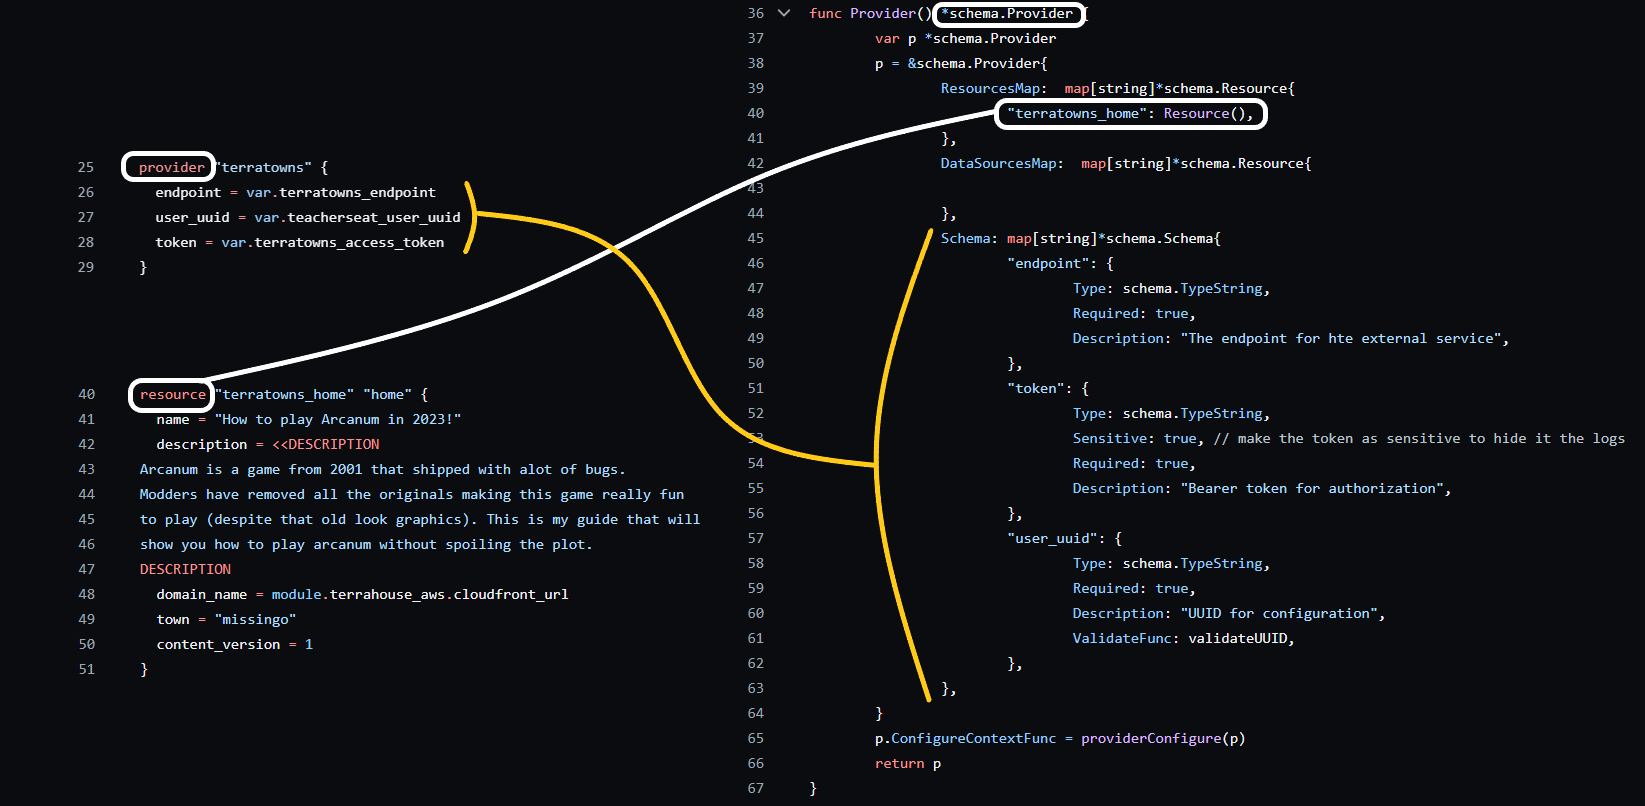 25 provider "terratowns" {
26 endpoint = var.terratowns_endpoint
27 user_uuid = var.teacherseat_user_uuid
28 token = var.terratowns_access_token
29 }
40 resource "terratowns_home" "home" {
41 name = "How to play Arcanum in 2023!"
42 description = <<DESCRIPTION
43 Arcanum is a game from 2001 that shipped with alot of bugs.
44 Modders have removed all the originals making this game really fun
45 to play (despite that old look graphics). This is my guide that will
46 show you how to play arcanum without spoiling the plot.
47 DESCRIPTION
48 domain_name = module.terrahouse_aws.cloudfront_url
49 town = "missingo"
50 content_version = 1
51 }
36 func Provider() *schema.Provider {
37 var p *schema.Provider
38 p = &schema.Provider{
39 ResourcesMap: map[string]*schema.Resource{
40 "terratowns_home": Resource(),
41 },
42 DataSourcesMap: map[string]*schema.Resource{
43
44 },
45 Schema: map[string]*schema.Schema{
46 "endpoint": {
47 Type: schema.TypeString,
48 Required: true,
49 Description: "The endpoint for hte external service",
50 },
51 "token": {
52 Type: schema.TypeString,
53 Sensitive: true, // make the token as sensitive to hide it the logs
54 Required: true,
55 Description: "Bearer token for authorization",
56 },
57 "user_uuid": {
58 Type: schema.TypeString,
59 Required: true,
60 Description: "UUID for configuration",
61 ValidateFunc: validateUUID,
62 },
63 },
64 }
65 p.ConfigureContextFunc = providerConfigure(p)
66 return p
67 }